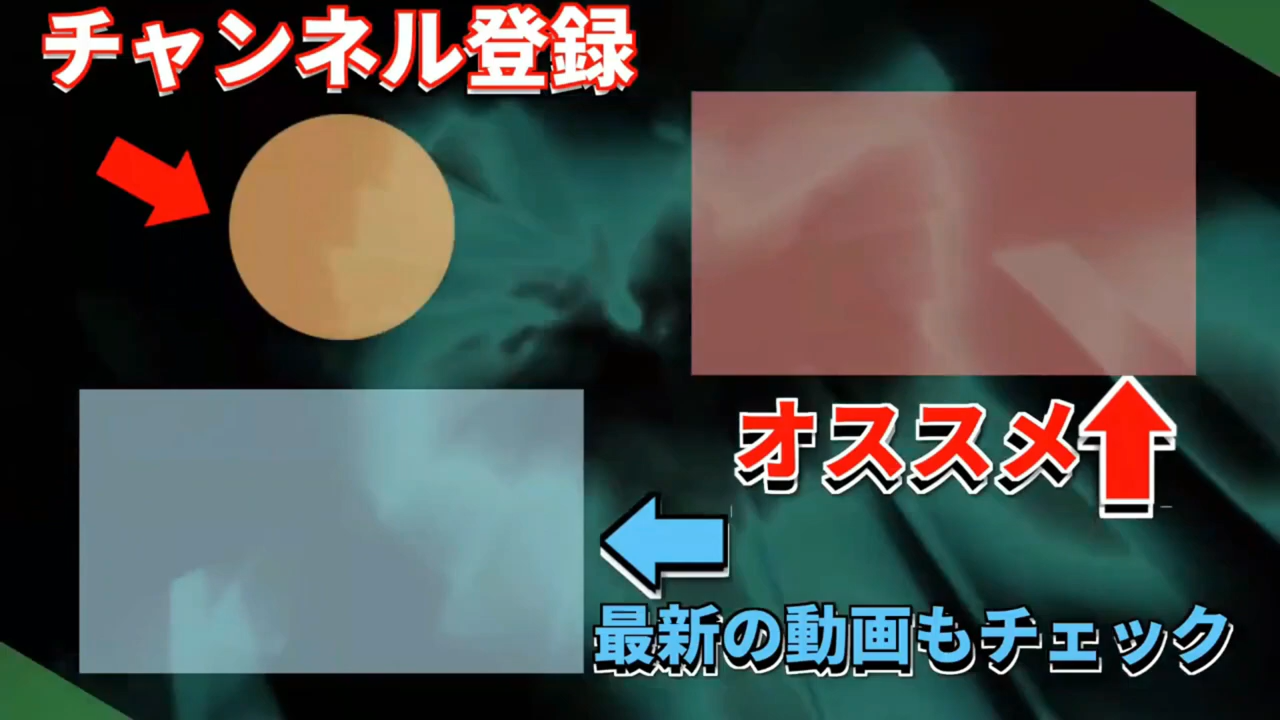 チャンネル登録
オススメ
最新の動画もチェック